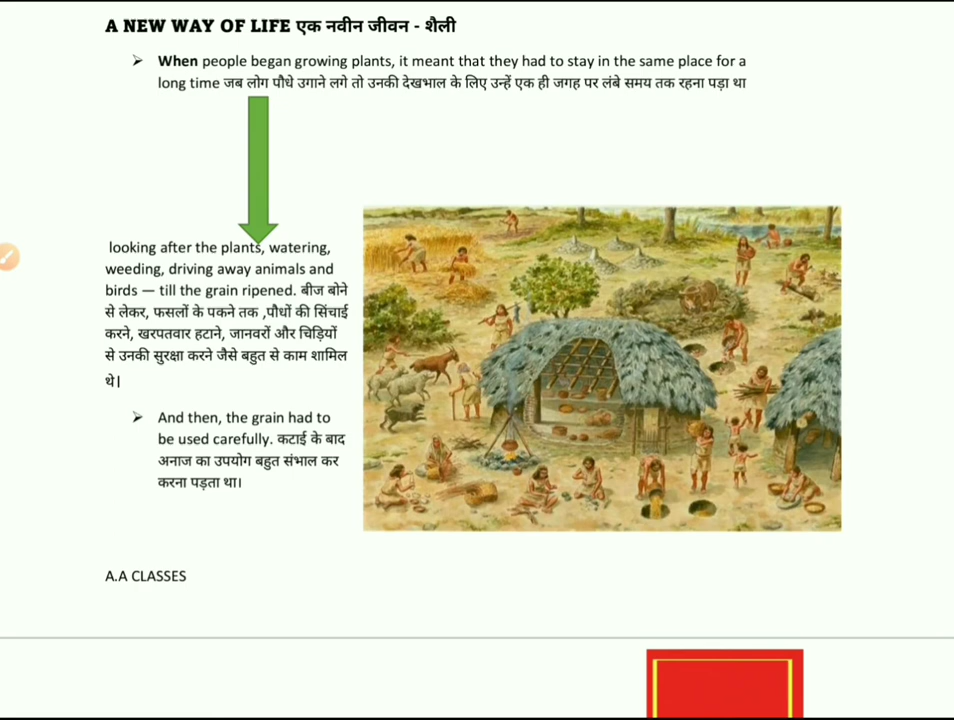 A NEW WAY OF LIFE एक नवीन जीवन - शैली
➢ When people began growing plants, it meant that they had to stay in the same place for a
long time जब लोग पौधे उगाने लगे तो उनकी देखभाल के लिए उन्हें एक ही जगह पर लंबे समय तक रहना पड़ा था
looking after the plants, watering,
weeding, driving away animals and
birds — till the grain ripened. बीज बोने
से लेकर, फसलों के पकने तक ,पौधों की सिंचाई
करने, खरपतवार हटाने, जानवरों और चिड़ियों
से उनकी सुरक्षा करने जैसे बहुत से काम शामिल
थे|
➢ And then, the grain had to
be used carefully. कटाई के बाद
अनाज का उपयोग बहुत संभाल कर
करना पड़ता था।
A.A CLASSES